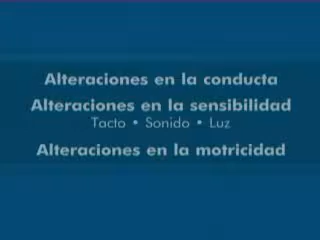 Alteraciones en la conducta
Alteraciones en la sensibilidad
Tacto • Sonido • Luz
Alteraciones en la motricidad